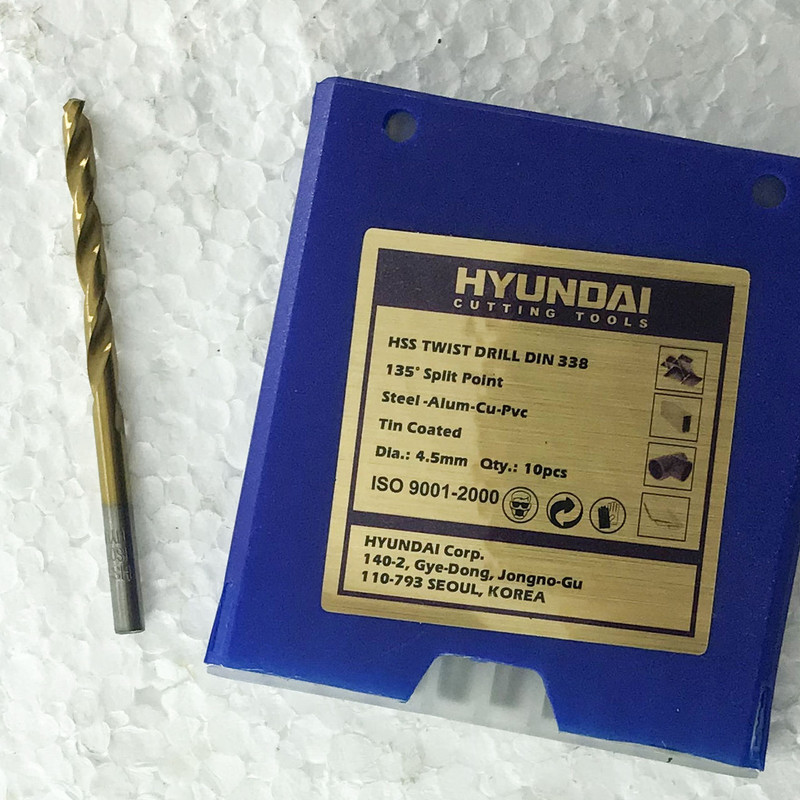 HYUNDAI
CUTTING TOOLS
HSS TWIST DRILL DIN 338
135° Split Point
Steel -Alum-Cu-Pvc
Tin Coated
Dia.: 4.5mm Qty.: 10pcs
ISO 9001-2000
HYUNDAI Corp.
140-2, Gye-Dong, Jongno-Gu
110-793 SEOUL, KOREA